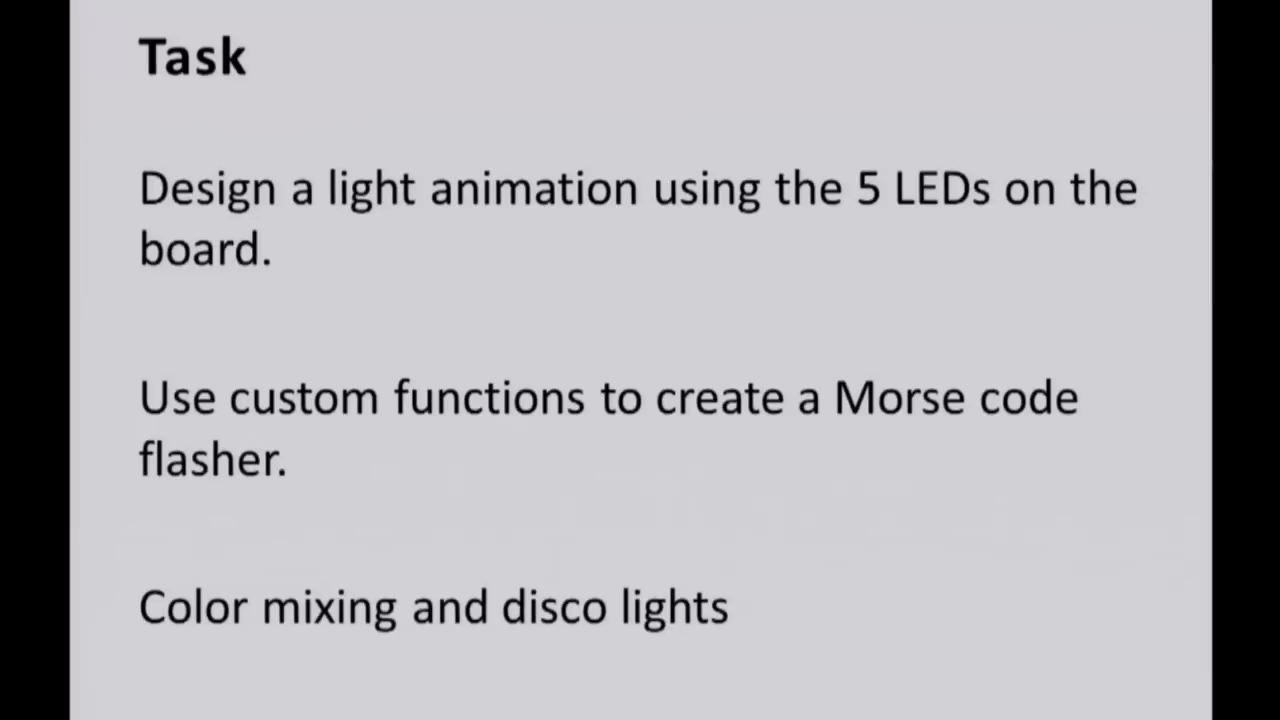 Task
Design a light animation using the 5 LEDs on the
board.
Use custom functions to create a Morse code
flasher.
Color mixing and disco lights